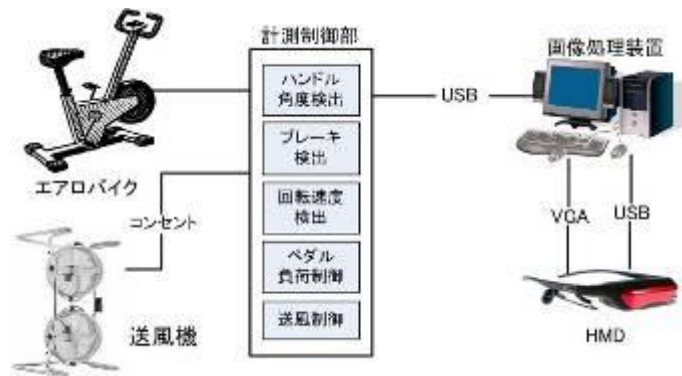 計測制御部
画像処理装置
ハンドル
角度検出
USB
ブレーキ
検出
エアロバイク
回転速度
検出
コンセント
VGA
USB
ペダル
負荷制御
送風機
送風制御
HMD